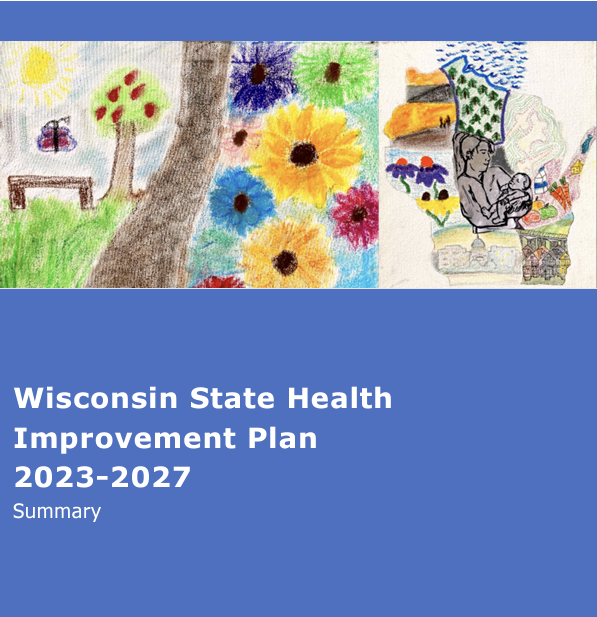 Wisconsin State Health
Improvement Plan
2023-2027
Summary